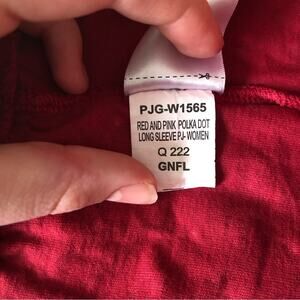 PJG-W1565
RED AND PINK POLKA DOT
LONG SLEEVE PJ- WOMEN
Q 222
GNFL